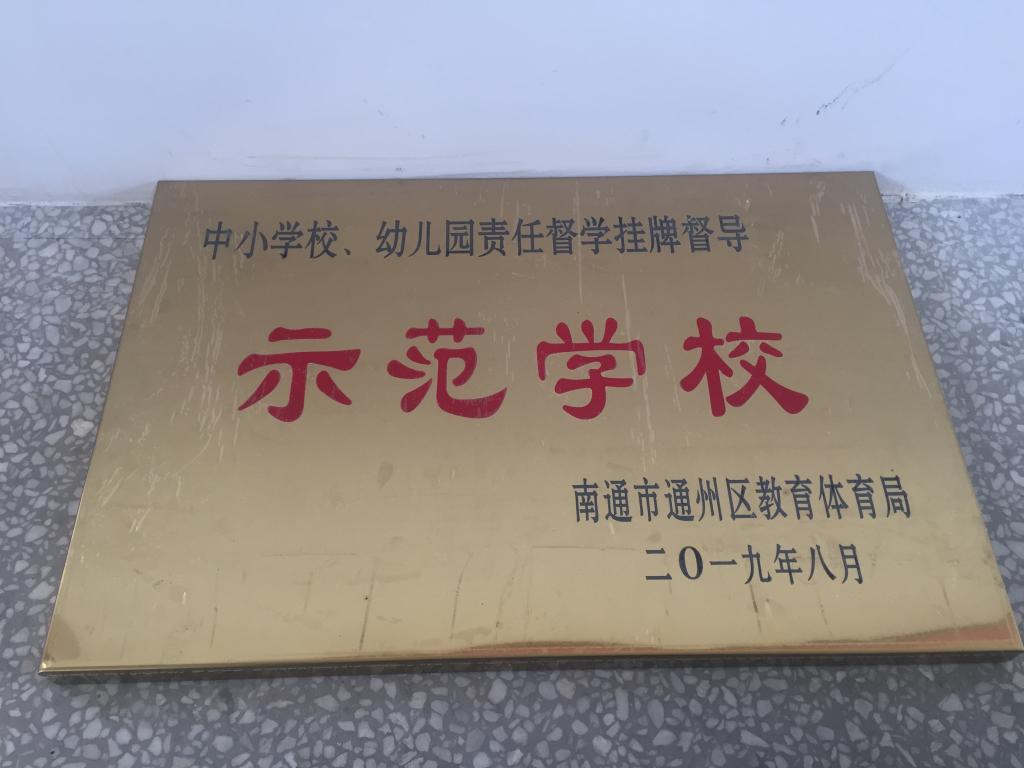 中小学校、幼儿园责任督学挂牌督导
示范学校
南通市通州区教育体育局
二〇一九年八月